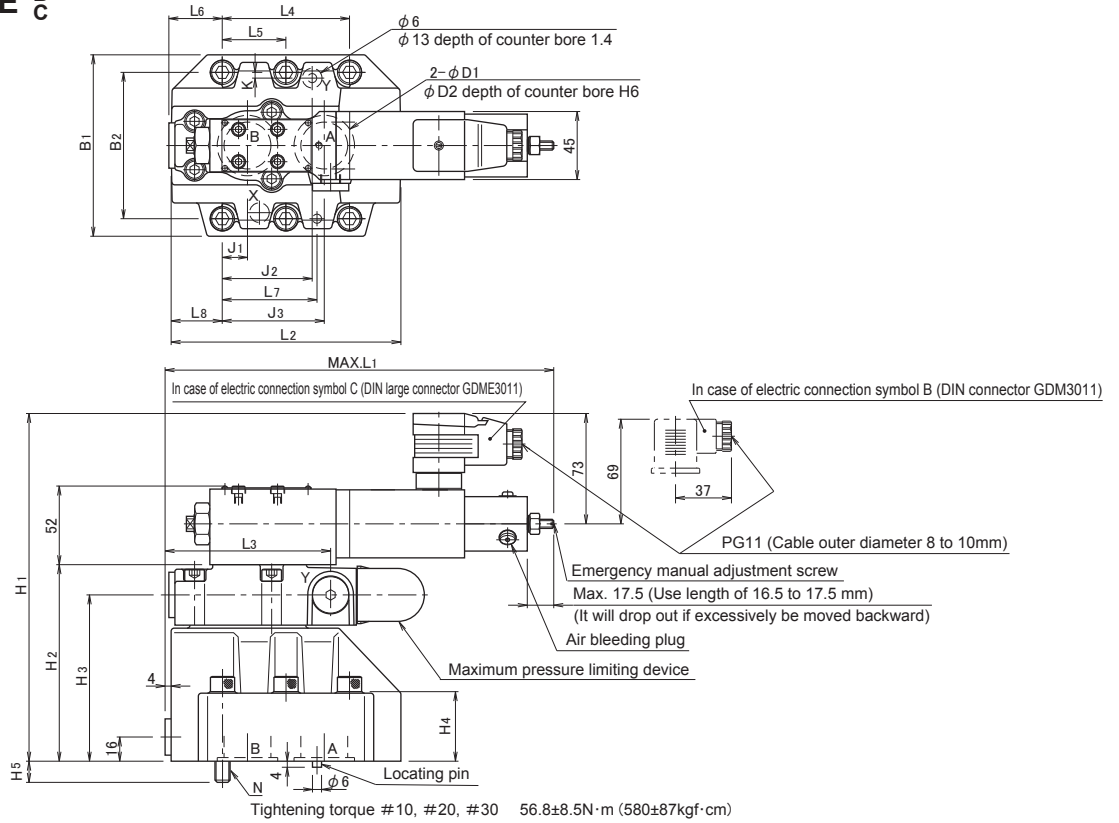 E C
L6
L4
L5
φ6
φ13 depth of counter bore 1.4
2-φD1
φD2 depth of counter bore H6
K
Y
B
A
X
B1
B2
45
J1
J2
L7
L8
J3
L2
MAX.L1
In case of electric connection symbol C (DIN large connector GDME3011)
In case of electric connection symbol B (DIN connector GDM3011)
73
69
37
52
L3
Y
PG11 (Cable outer diameter 8 to 10mm)
Emergency manual adjustment screw
Max. 17.5 (Use length of 16.5 to 17.5 mm)
(It will drop out if excessively be moved backward)
Air bleeding plug
Maximum pressure limiting device
H1
H2
H3
H4
4
16
H5
B
A
N
4
φ6
Locating pin
Tightening torque #10, #20, #30 56.8±8.5N·m (580±87kgf·cm)